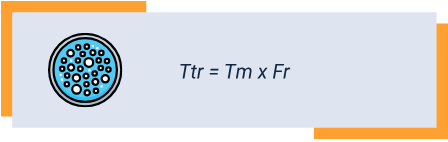 Ttr = Tm x Fr